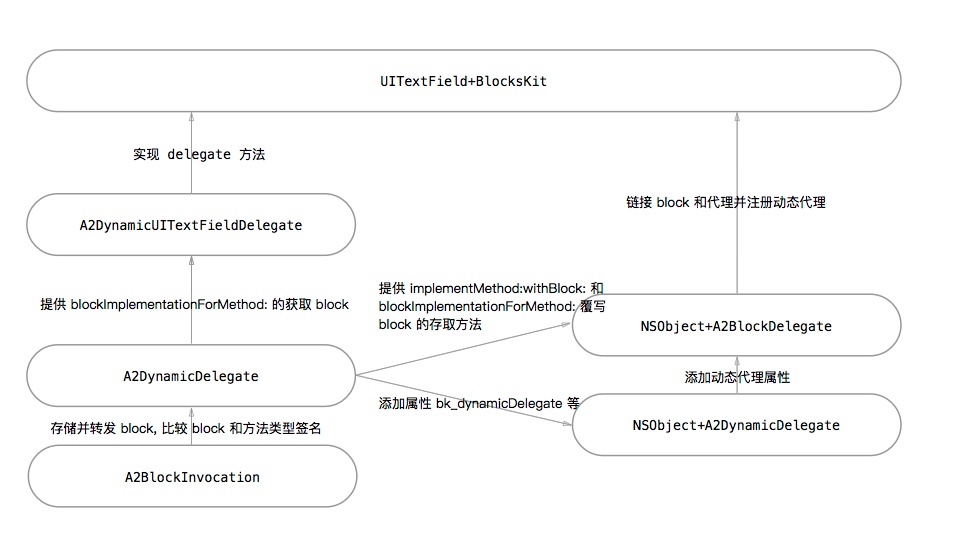 UITextField+BlocksKit
实现 delegate 方法
链接 block 和代理并注册动态代理
A2DynamicUITextFieldDelegate
提供 blockImplementationForMethod: 的获取 block
提供 implementMethod:withBlock: 和
blockImplementationForMethod: 覆写
block 的存取方法
NSObject+A2BlockDelegate
A2DynamicDelegate
添加动态代理属性
添加属性 bk_dynamicDelegate 等
NSObject+A2DynamicDelegate
存储并转发 block, 比较 block 和方法类型签名
A2BlockInvocation